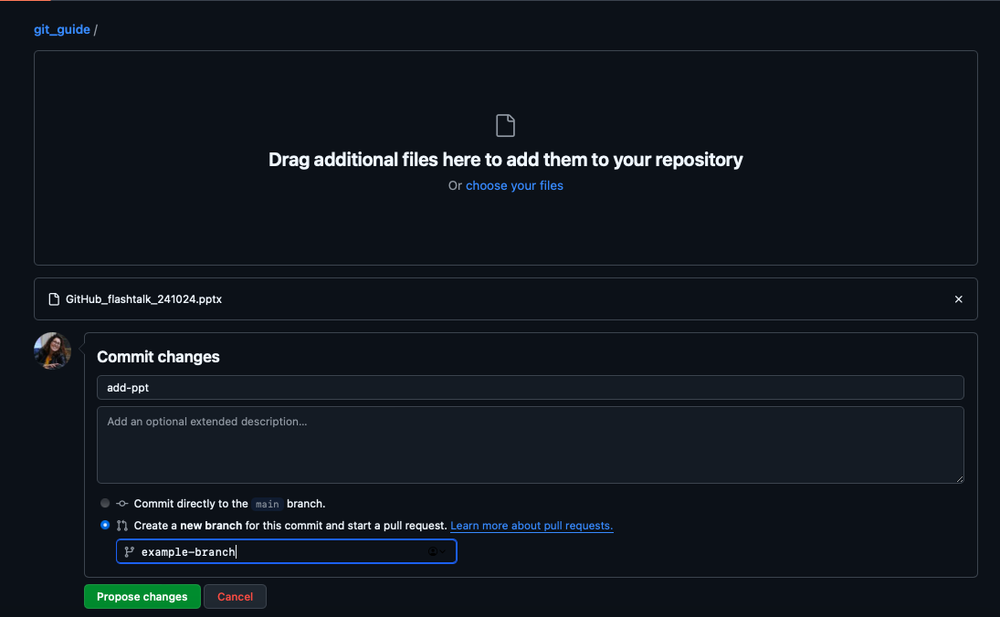 git_guide /
Drag additional files here to add them to your repository
Or choose your files
GitHub_flashtalk_241024.pptx
Commit changes
add-ppt
Add an optional extended description...
Commit directly to the main branch.
Create a new branch for this commit and start a pull request. Learn more about pull requests.
example-branch
Propose changes
Cancel